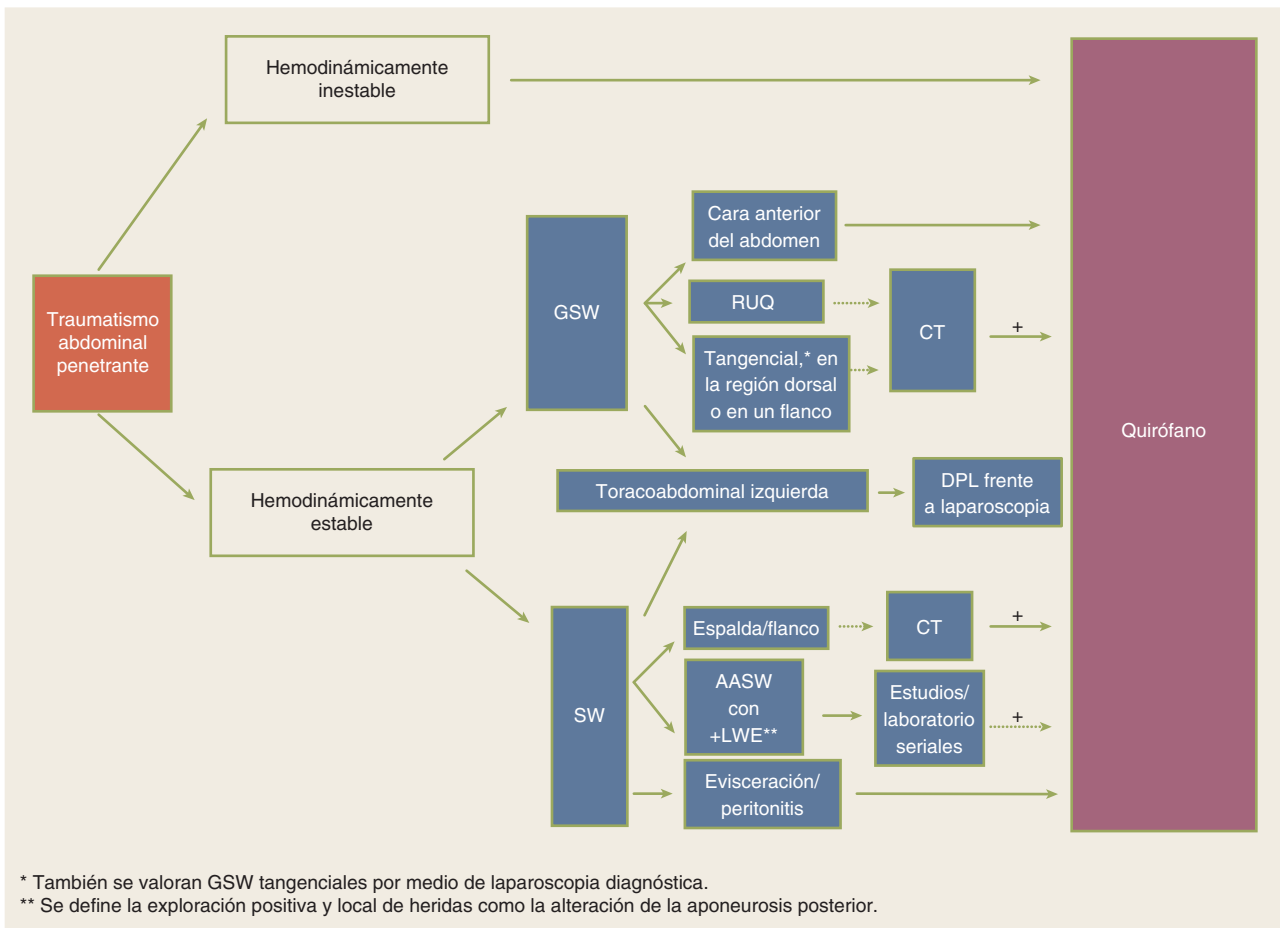 Hemodinámicamente
inestable
Traumatismo
abdominal
penetrante
Hemodinámicamente
estable
GSW
Cara anterior
del abdomen
RUQ
Tangencial,* en
la región dorsal
o en un flanco
CT
+
Toracoabdominal izquierda
DPL frente
a laparoscopia
SW
Espalda/flanco
CT
+
AASW
con
+LWE**
Estudios/
laboratorio
seriales
+
Evisceración/
peritonitis
Quirófano
* También se valoran GSW tangenciales por medio de laparoscopia diagnóstica.
** Se define la exploración positiva y local de heridas como la alteración de la aponeurosis posterior.